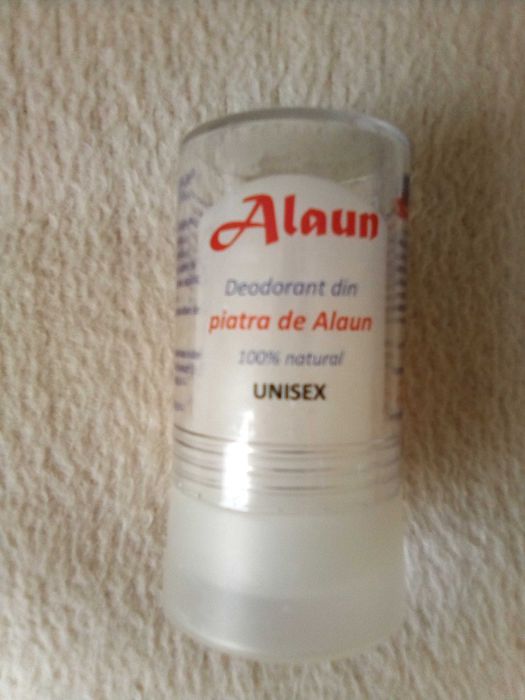 Alaun
Deodorant din
piatra de Alaun
100% natural
UNISEX